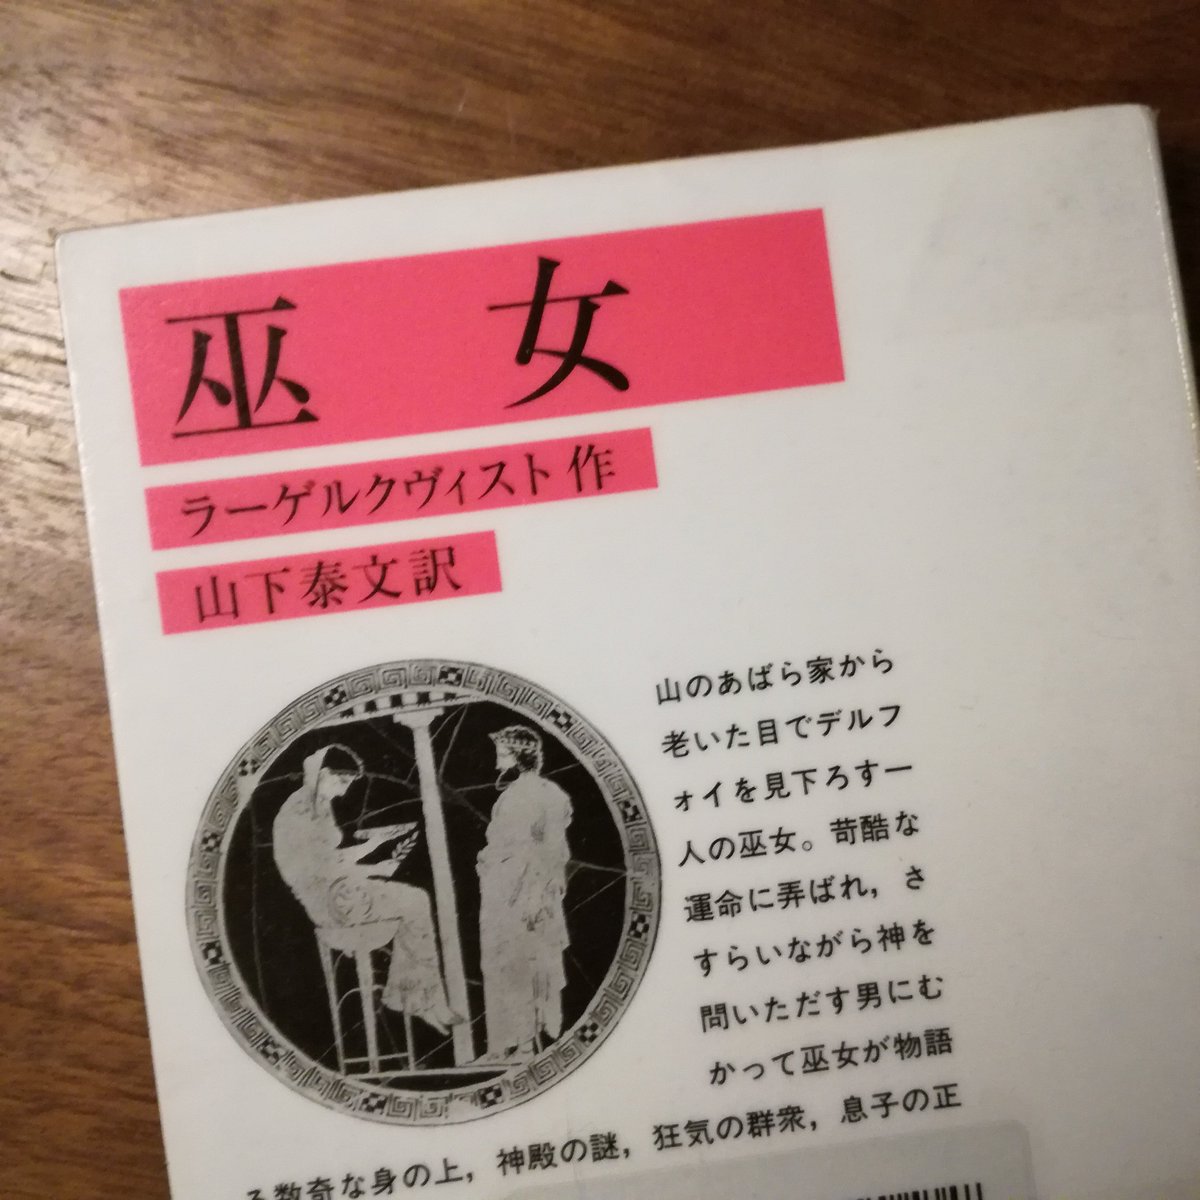 巫女
ラーゲルクヴィスト作
山下泰文訳
山のあばら家から
老いた目でデルフ
ォイを見下ろす一
人の巫女。苛酷な
運命に弄ばれ，さ
すらいながら神を
問いただす男にむ
かって巫女が物語
る数奇な身の上，神殿の謎，狂気の群衆，息子の正